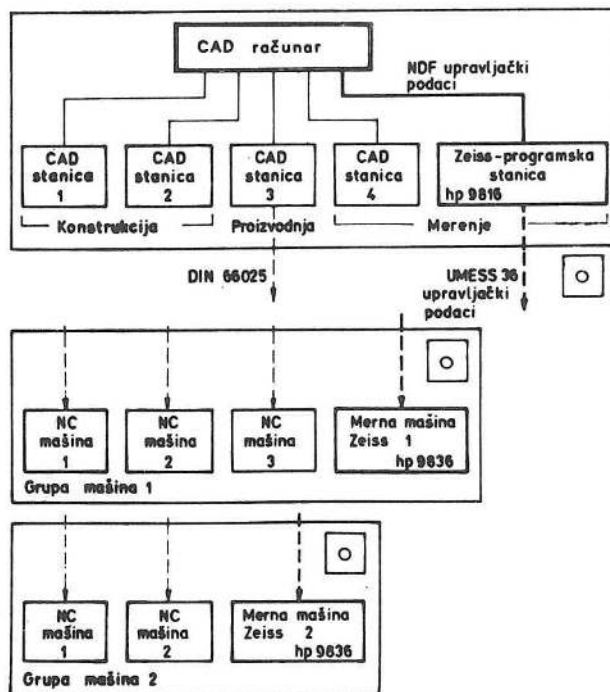 CAD računar
NDF upravljački
podaci
CAD
stanica
1
CAD
stanica
2
CAD
stanica
3
CAD
stanica
4
Zeiss-programska
stanica
hp 9816
Konstrukcija
Proizvodnja
Merenje
DIN 66025
UMESS 36
upravljački
podaci
NC
mašina
1
NC
mašina
2
NC
mašina
3
Merna mašina
Zeiss 1
hp 9836
Grupa mašina 1
NC
mašina
1
NC
mašina
2
Merna mašina
Zeiss 2
hp 9836
Grupa mašina 2